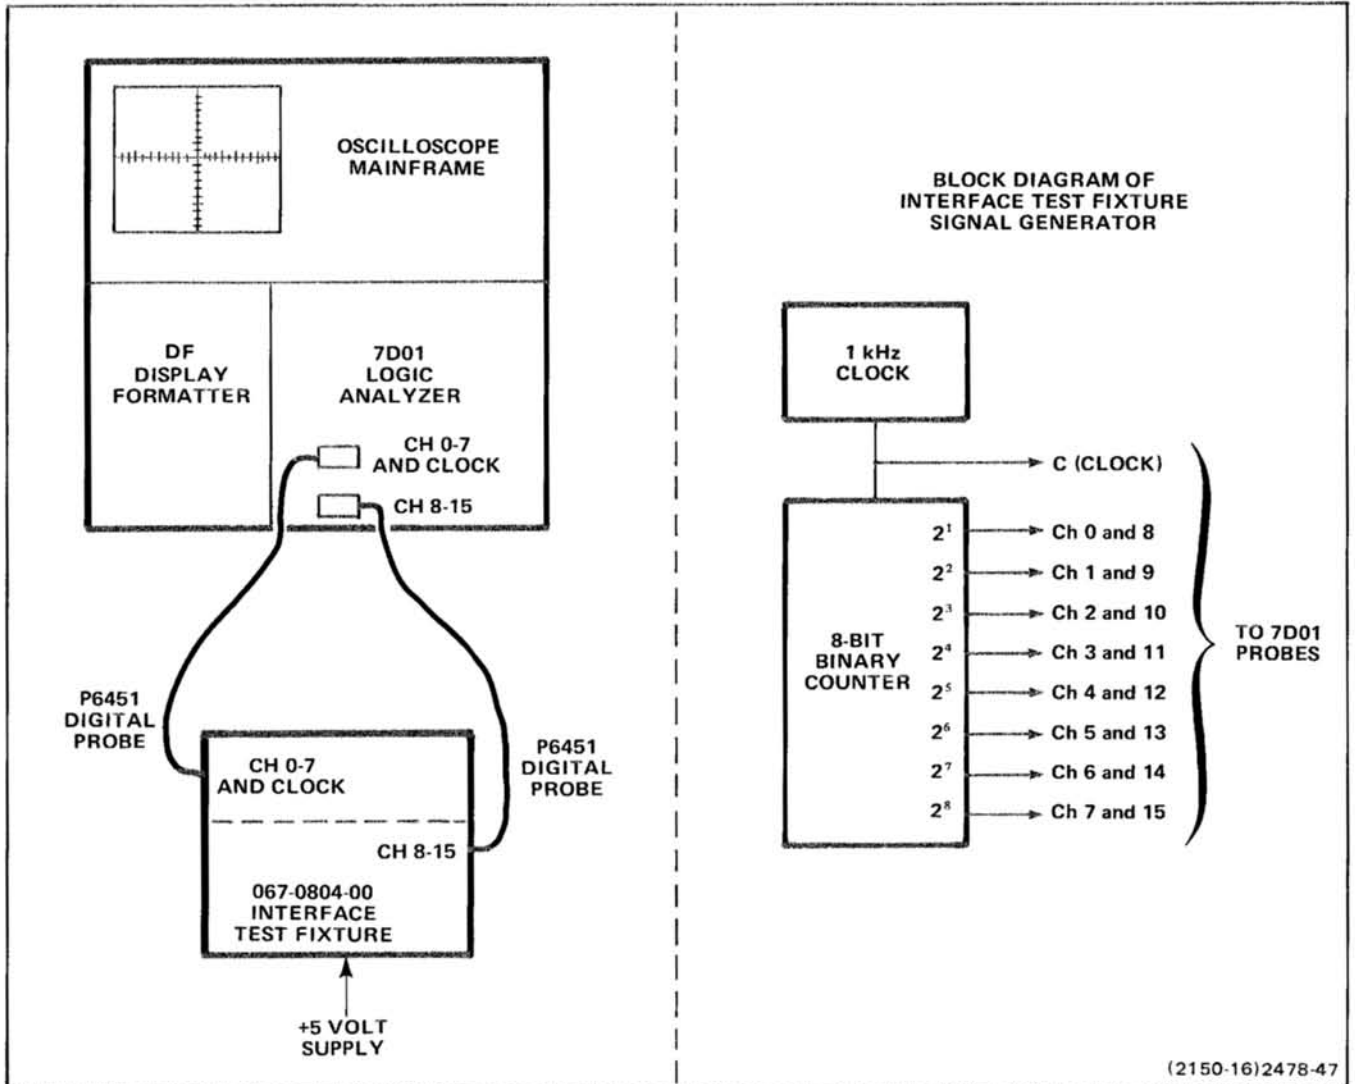 OSCILLOSCOPE
MAINFRAME
DF
DISPLAY
FORMATTER
7D01
LOGIC
ANALYZER
CH 0-7
AND CLOCK
CH 8-15
P6451
DIGITAL
PROBE
P6451
DIGITAL
PROBE
CH 0-7
AND CLOCK
CH 8-15
067-0804-00
INTERFACE
TEST FIXTURE
+5 VOLT
SUPPLY
BLOCK DIAGRAM OF
INTERFACE TEST FIXTURE
SIGNAL GENERATOR
1 kHz
CLOCK
C (CLOCK)
8-BIT
BINARY
COUNTER
2¹ Ch 0 and 8
2² Ch 1 and 9
2³ Ch 2 and 10
2⁴ Ch 3 and 11
2⁵ Ch 4 and 12
2⁶ Ch 5 and 13
2⁷ Ch 6 and 14
2⁸ Ch 7 and 15
TO 7D01
PROBES
(2150-16)2478-47